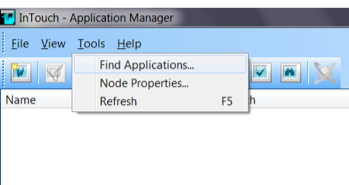 InTouch - Application Manager
File View Tools Help
Find Applications...
Node Properties...
Refresh F5
Name